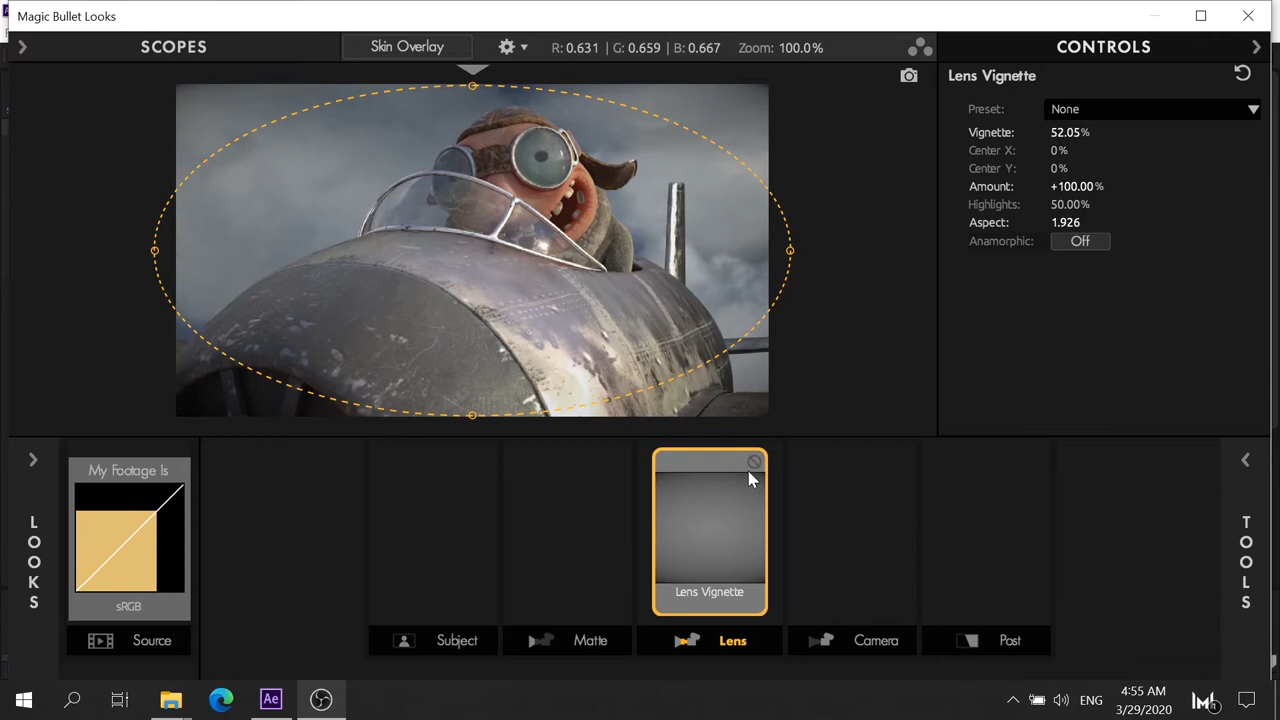 Magic Bullet Looks
SCOPES
Skin Overlay
R: 0.631 | G: 0.659 | B: 0.667
Zoom: 100.0%
CONTROLS
Lens Vignette
Preset: None
Vignette: 52.05%
Center X: 0%
Center Y: 0%
Amount: +100.00%
Highlights: 50.00%
Aspect: 1.926
Anamorphic: Off
LOOKS
My Footage Is
sRGB
Source
Subject
Matte
Lens Vignette
Lens
Camera
Post
TOOLS
Ae
ENG
4:55 AM
3/29/2020